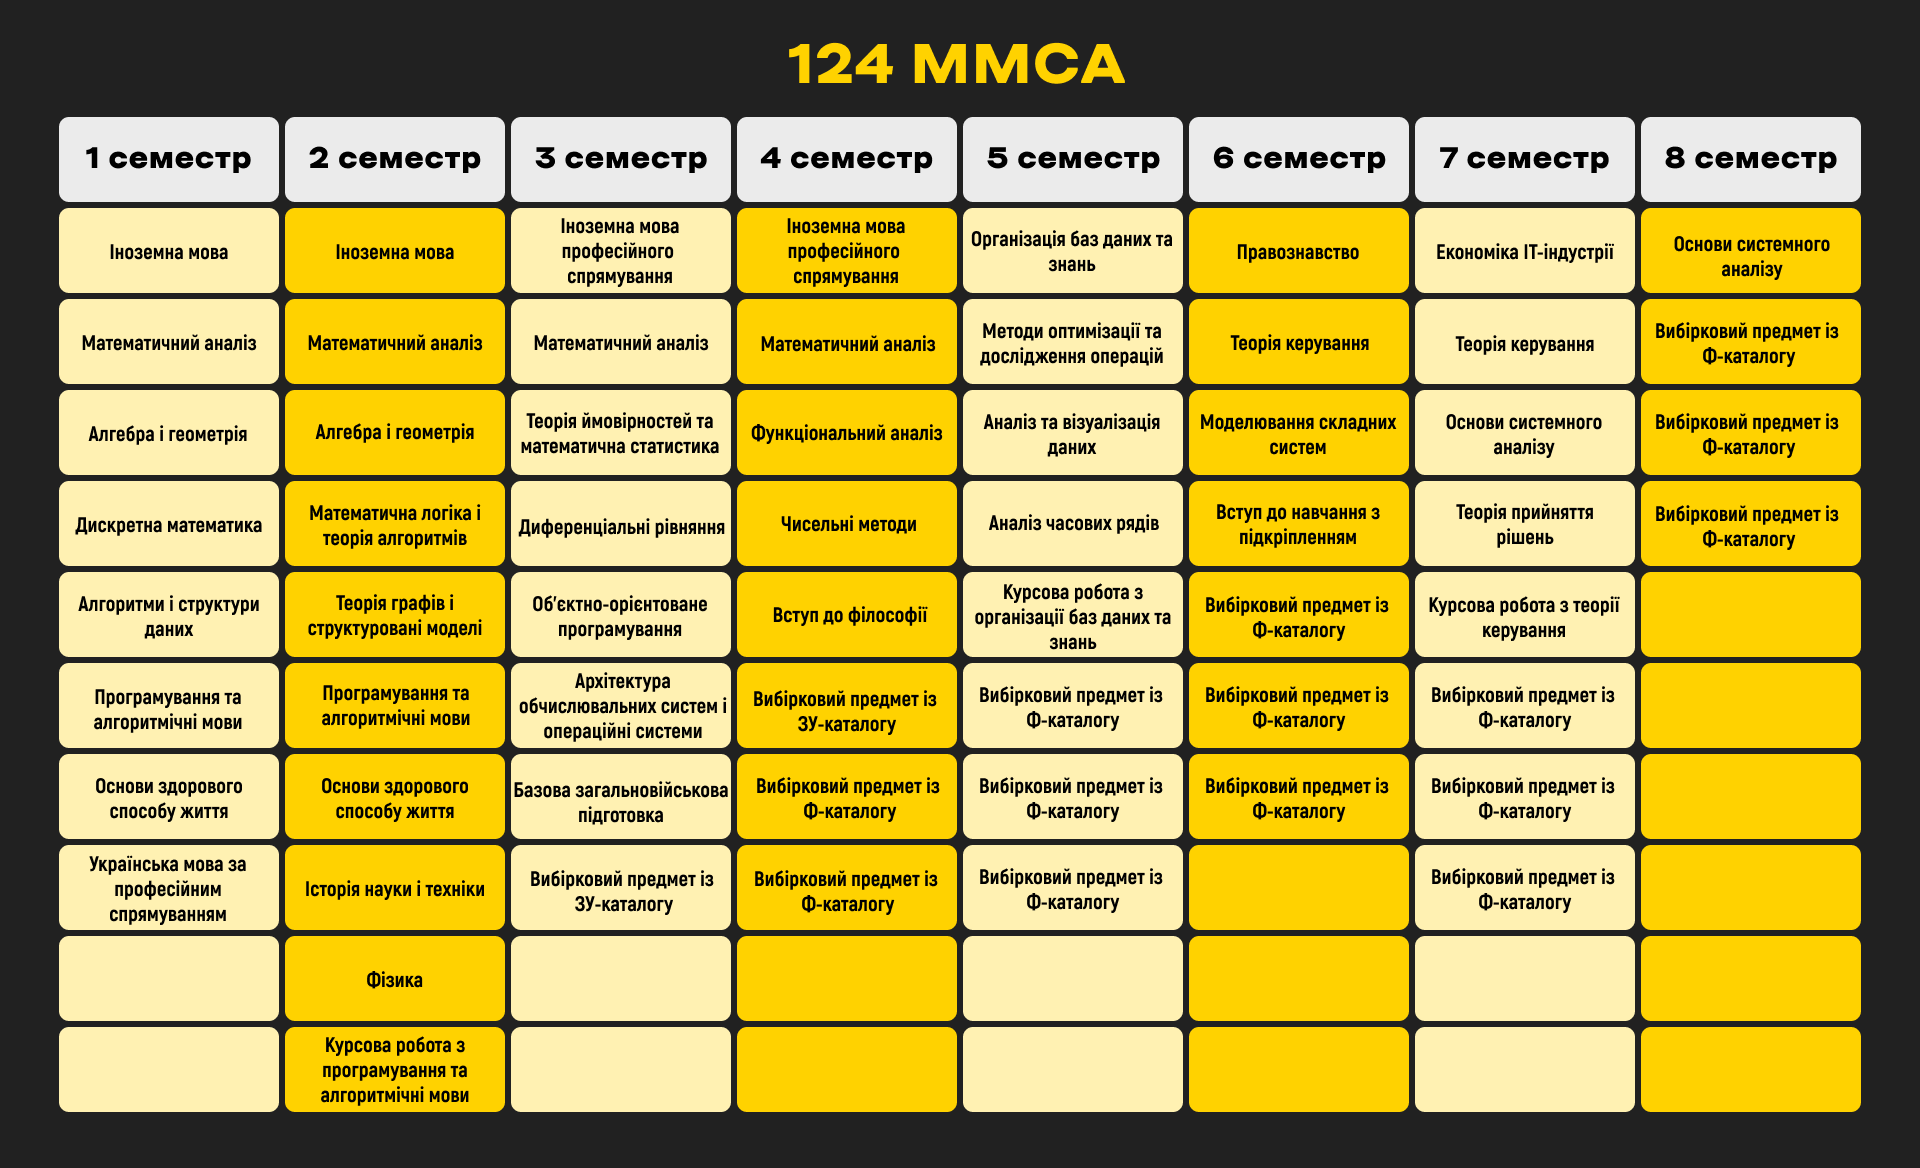 124 ММСА
1 семестр
2 семестр
3 семестр
4 семестр
5 семестр
6 семестр
7 семестр
8 семестр
Іноземна мова
Іноземна мова
Іноземна мова
професійного
спрямування
Іноземна мова
професійного
спрямування
Організація баз даних та
знань
Правознавство
Економіка ІТ-індустрії
Основи системного
аналізу
Математичний аналіз
Математичний аналіз
Математичний аналіз
Математичний аналіз
Методи оптимізації та
дослідження операцій
Теорія керування
Теорія керування
Вибірковий предмет із
Ф-каталогу
Алгебра і геометрія
Алгебра і геометрія
Теорія ймовірностей та
математична статистика
Функціональний аналіз
Аналіз та візуалізація
даних
Моделювання складних
систем
Основи системного
аналізу
Вибірковий предмет із
Ф-каталогу
Дискретна математика
Математична логіка і
теорія алгоритмів
Диференціальні рівняння
Чисельні методи
Аналіз часових рядів
Вступ до навчання з
підкріпленням
Теорія прийняття
рішень
Вибірковий предмет із
Ф-каталогу
Алгоритми і структури
даних
Теорія графів і
структуровані моделі
Об'єктно-орієнтоване
програмування
Вступ до філософії
Курсова робота з
організації баз даних та
знань
Вибірковий предмет із
Ф-каталогу
Курсова робота з теорії
керування
Програмування та
алгоритмічні мови
Програмування та
алгоритмічні мови
Архітектура
обчислювальних систем і
операційні системи
Вибірковий предмет із
ЗУ-каталогу
Вибірковий предмет із
Ф-каталогу
Вибірковий предмет із
Ф-каталогу
Вибірковий предмет із
Ф-каталогу
Основи здорового
способу життя
Основи здорового
способу життя
Базова загальновійськова
підготовка
Вибірковий предмет із
Ф-каталогу
Вибірковий предмет із
Ф-каталогу
Вибірковий предмет із
Ф-каталогу
Вибірковий предмет із
Ф-каталогу
Українська мова за
професійним
спрямуванням
Історія науки і техніки
Вибірковий предмет із
ЗУ-каталогу
Вибірковий предмет із
Ф-каталогу
Вибірковий предмет із
Ф-каталогу
Вибірковий предмет із
Ф-каталогу
Фізика
Курсова робота з
програмування та
алгоритмічні мови